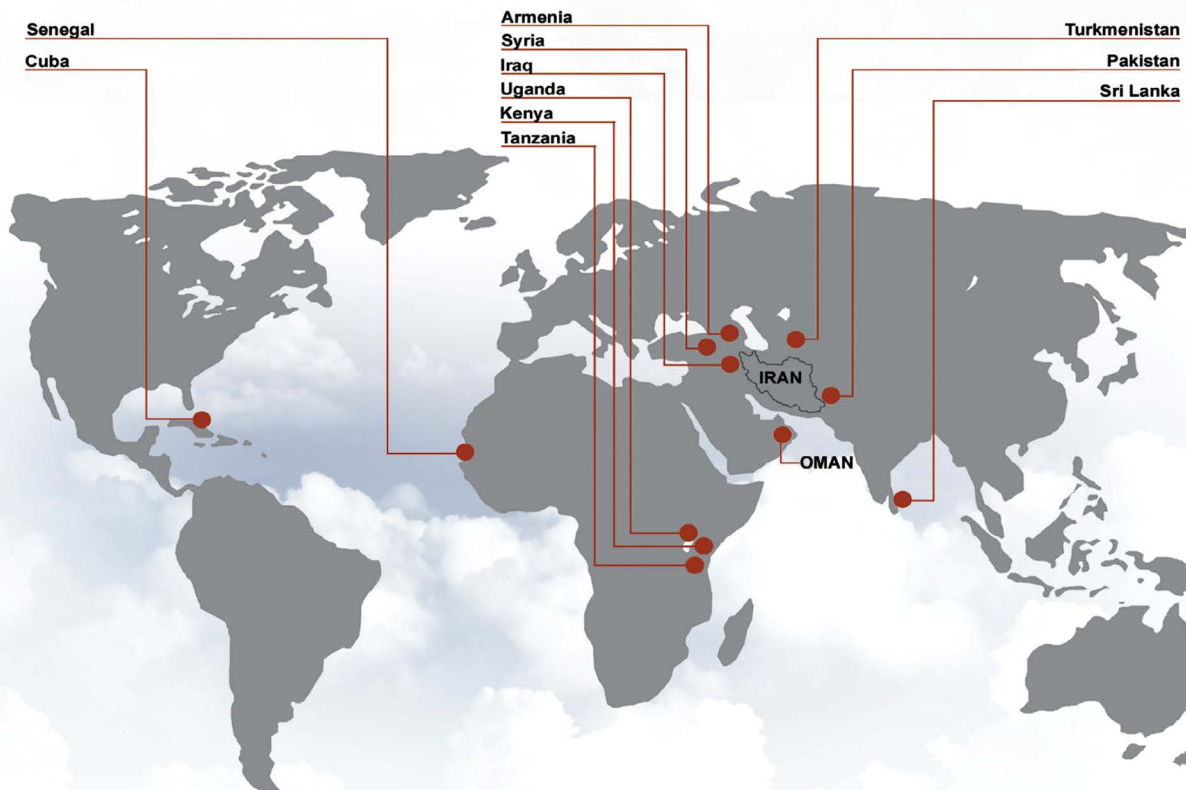 Senegal
Cuba
Armenia
Syria
Iraq
Uganda
Kenya
Tanzania
Turkmenistan
Pakistan
Sri Lanka
IRAN
OMAN